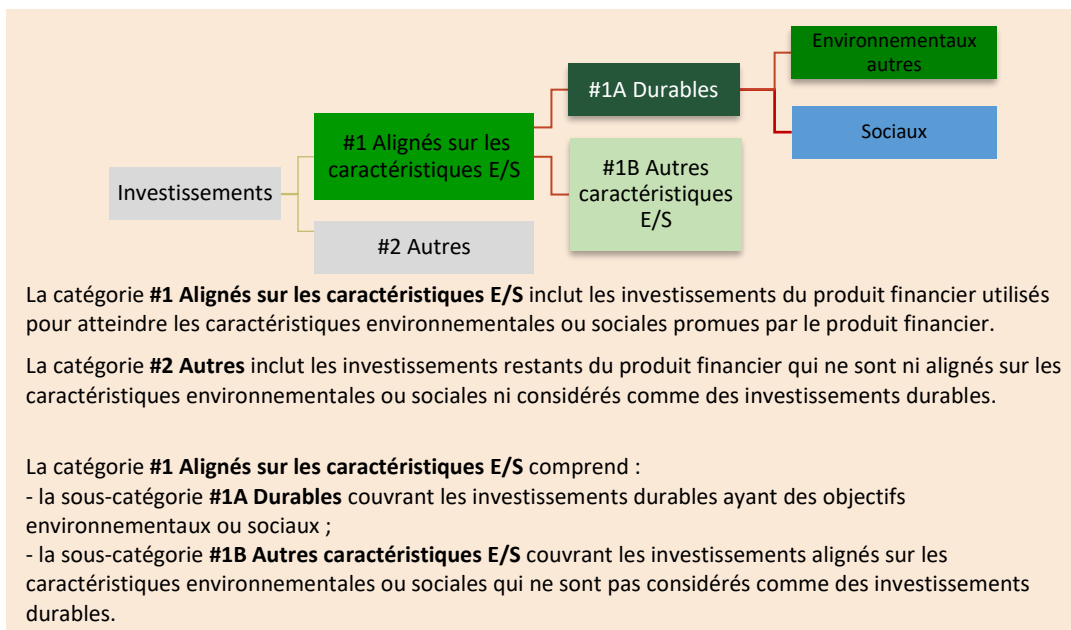 Environnementaux
autres
#1A Durables
#1 Alignés sur les
caractéristiques E/S
Sociaux
#1B Autres
caractéristiques
E/S
Investissements
#2 Autres
La catégorie #1 Alignés sur les caractéristiques E/S inclut les investissements du produit financier utilisés
pour atteindre les caractéristiques environnementales ou sociales promues par le produit financier.
La catégorie #2 Autres inclut les investissements restants du produit financier qui ne sont ni alignés sur les
caractéristiques environnementales ou sociales ni considérés comme des investissements durables.
La catégorie #1 Alignés sur les caractéristiques E/S comprend :
- la sous-catégorie #1A Durables couvrant les investissements durables ayant des objectifs
environnementaux ou sociaux ;
- la sous-catégorie #1B Autres caractéristiques E/S couvrant les investissements alignés sur les
caractéristiques environnementales ou sociales qui ne sont pas considérés comme des investissements
durables.